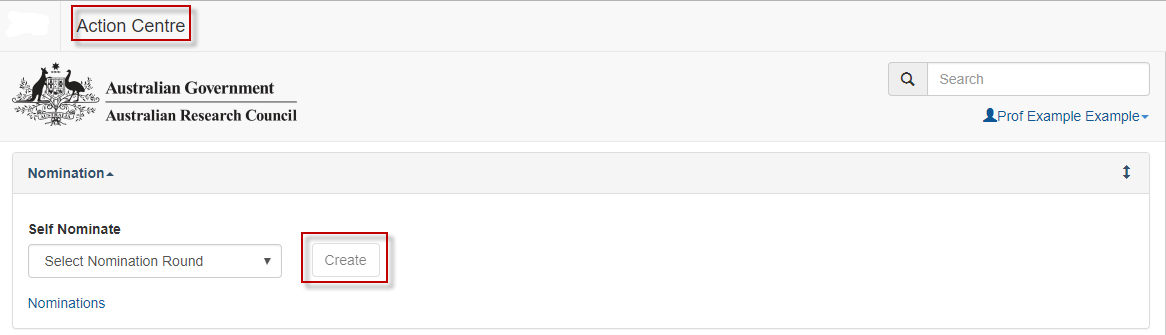 Action Centre
Australian Government
Australian Research Council
Search
Prof Example Example
Nomination
Self Nominate
Select Nomination Round
Create
Nominations